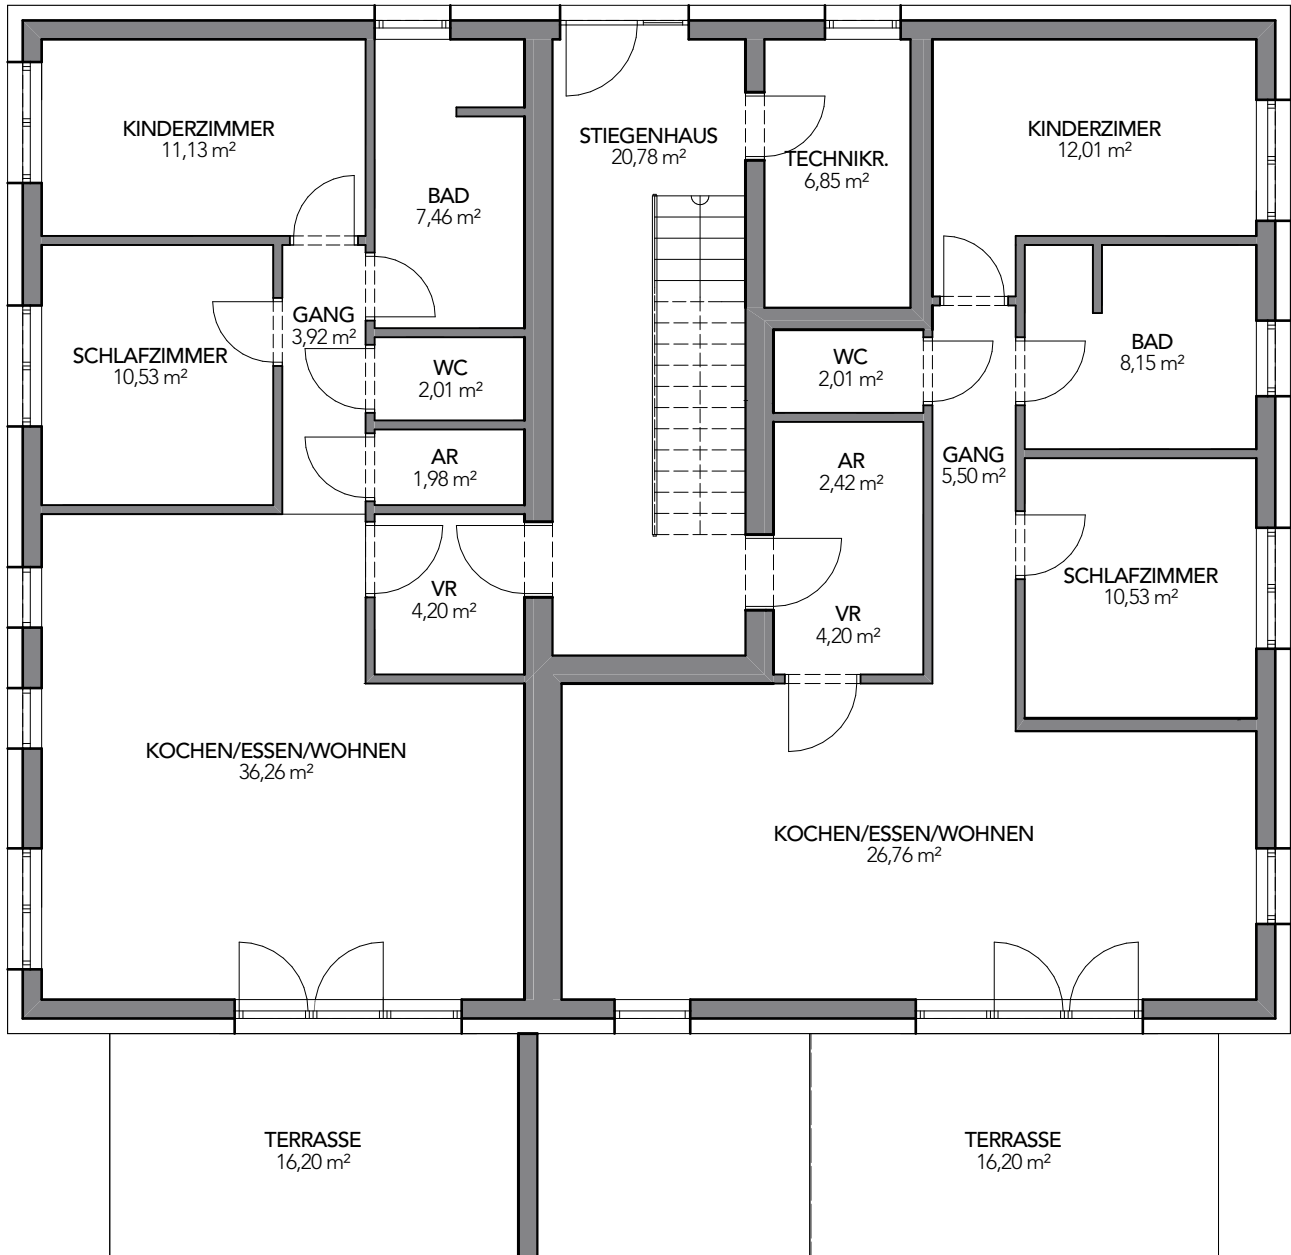 KINDERZIMMER
11,13 m²
STIEGENHAUS
20,78 m²
TECHNIKR.
6,85 m²
KINDERZIMER
12,01 m²
BAD
7,46 m²
GANG
3,92 m²
SCHLAFZIMMER
10,53 m²
WC
2,01 m²
WC
2,01 m²
BAD
8,15 m²
AR
1,98 m²
AR
2,42 m²
GANG
5,50 m²
VR
4,20 m²
VR
4,20 m²
SCHLAFZIMMER
10,53 m²
KOCHEN/ESSEN/WOHNEN
36,26 m²
KOCHEN/ESSEN/WOHNEN
26,76 m²
TERRASSE
16,20 m²
TERRASSE
16,20 m²